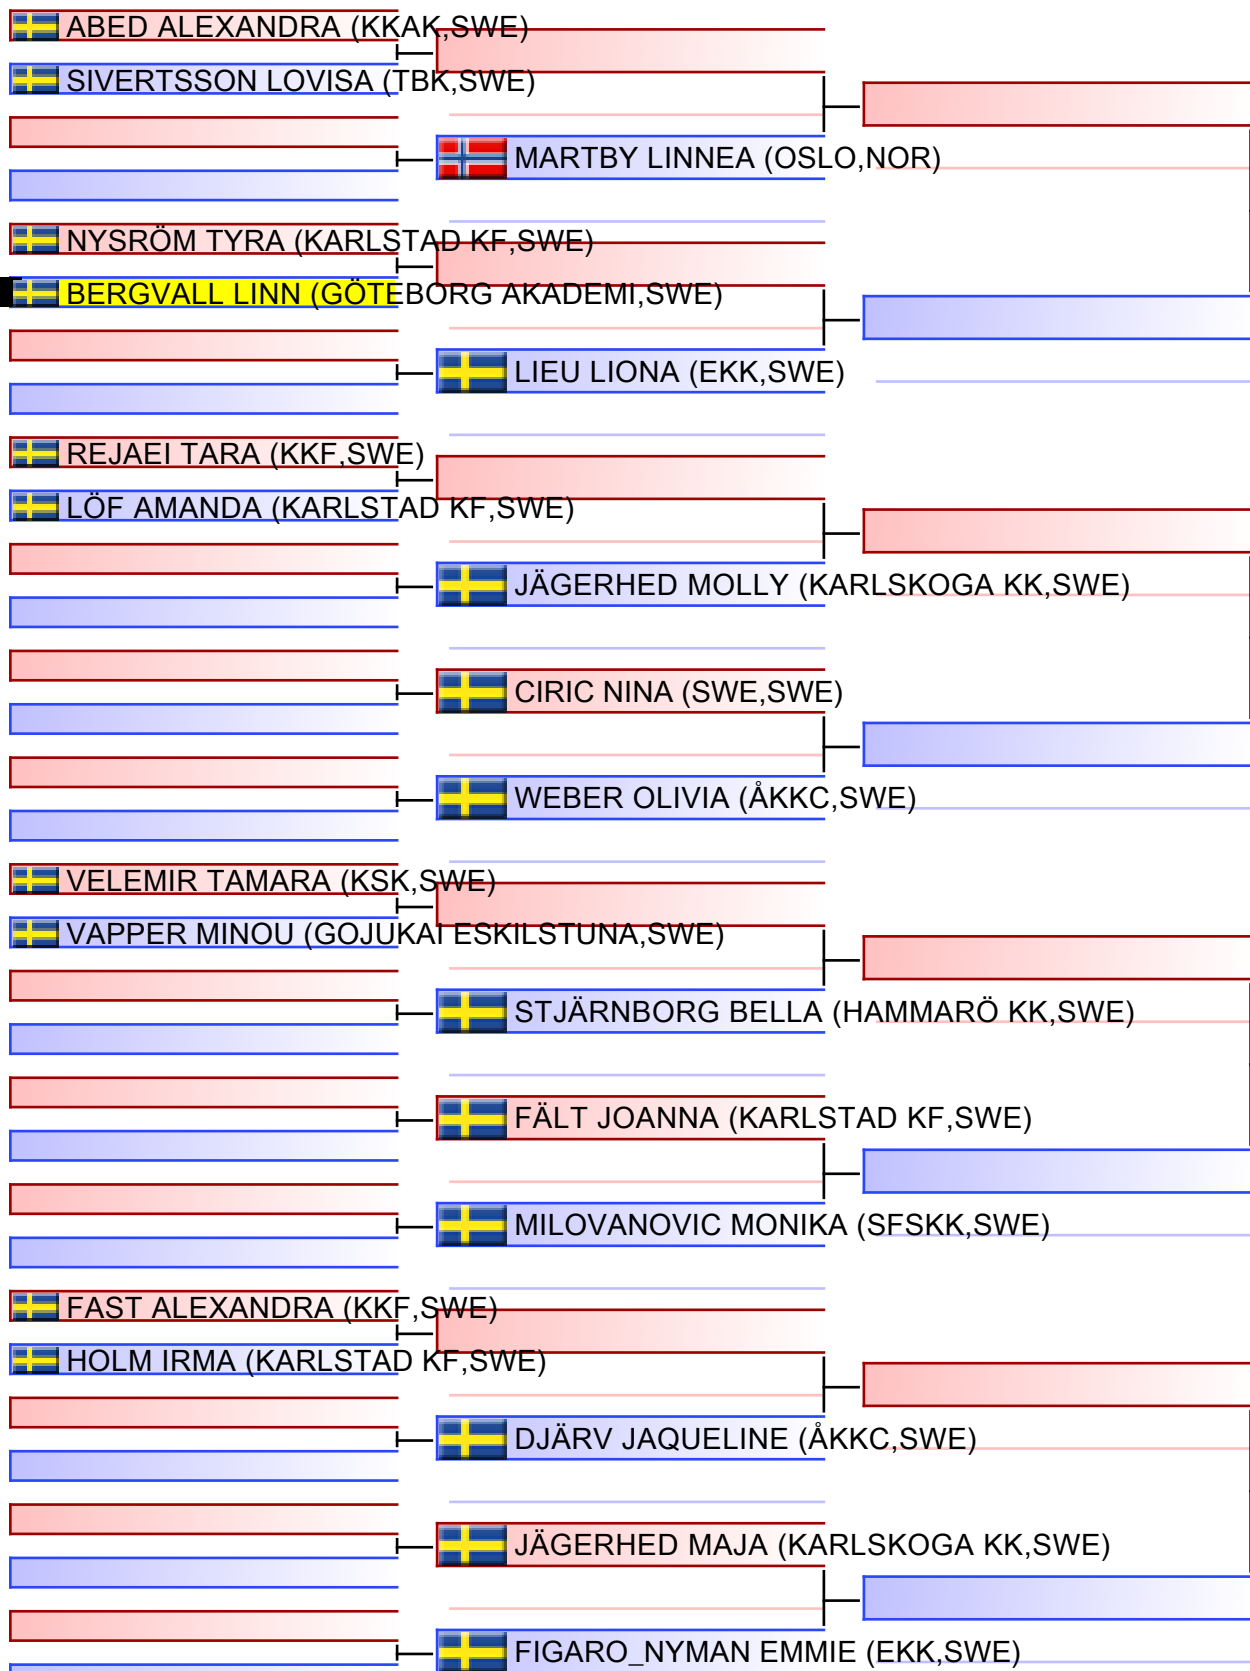 ABED ALEXANDRA (KKAK,SWE)
SIVERTSSON LOVISA (TBK,SWE)
MARTBY LINNEA (OSLO,NOR)
NYSRÖM TYRA (KARLSTAD KF,SWE)
BERGVALL LINN (GÖTEBORG AKADEMI,SWE)
LIEU LIONA (EKK,SWE)
REJAEI TARA (KKF,SWE)
LÖF AMANDA (KARLSTAD KF,SWE)
JÄGERHED MOLLY (KARLSKOGA KK,SWE)
CIRIC NINA (SWE,SWE)
WEBER OLIVIA (ÅKKC,SWE)
VELEMIR TAMARA (KSK,SWE)
VAPPER MINOU (GOJUKAI ESKILSTUNA,SWE)
STJÄRNBORG BELLA (HAMMARÖ KK,SWE)
FÄLT JOANNA (KARLSTAD KF,SWE)
MILOVANOVIC MONIKA (SFSKK,SWE)
FAST ALEXANDRA (KKF,SWE)
HOLM IRMA (KARLSTAD KF,SWE)
DJÄRV JAQUELINE (ÅKKC,SWE)
JÄGERHED MAJA (KARLSKOGA KK,SWE)
FIGARO_NYMAN EMMIE (EKK,SWE)